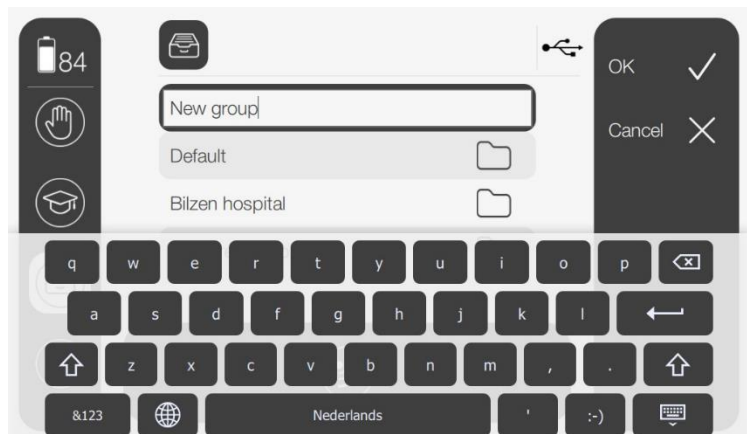 84
OK
New group
Cancel
Default
Bilzen hospital
q w e r t y u i o p
a s d f g h j k l
z x c v b n m , .
&123 Nederlands ' :-)